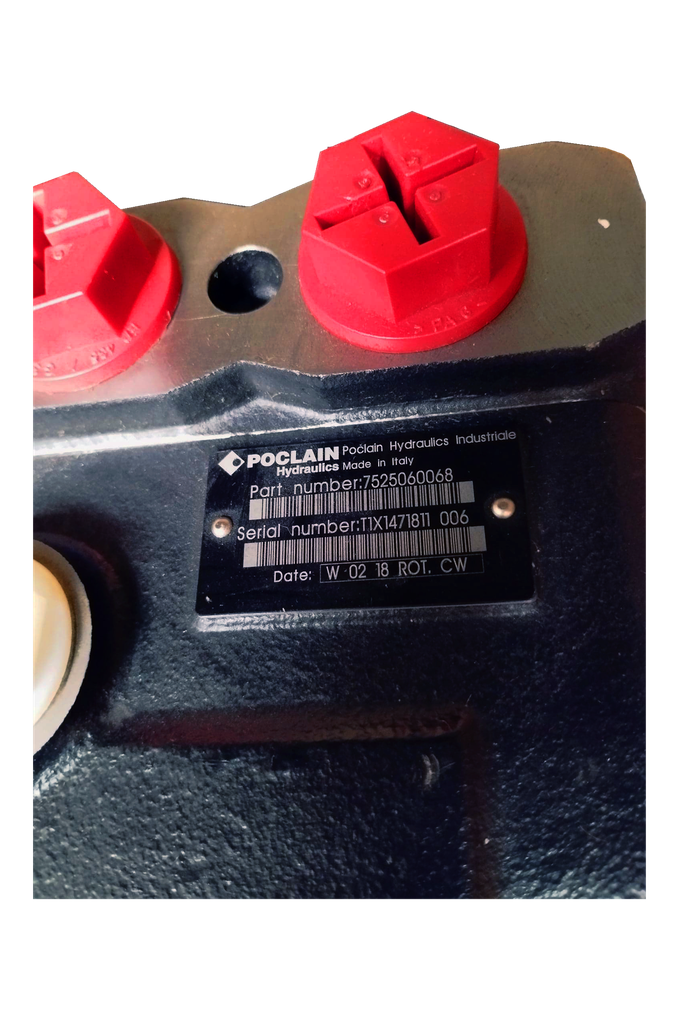 POCLAIN
Hydraulics
Poclain Hydraulics Industriale
Made in Italy
Part number:7525060068
Serial number:T1X1471811 006
Date: W 02 18 ROT. CW